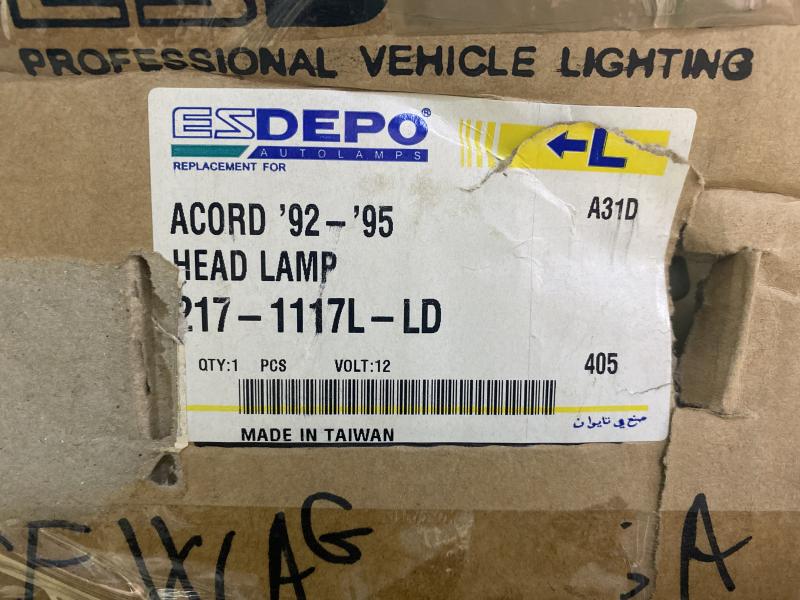 PROFESSIONAL VEHICLE LIGHTING
ESDEPO®
AUTOLAMPS
REPLACEMENT FOR
L
ACORD '92-'95
A31D
HEAD LAMP
217-1117L-LD
QTY:1 PCS VOLT:12
405
MADE IN TAIWAN
صنع في تايوان
A